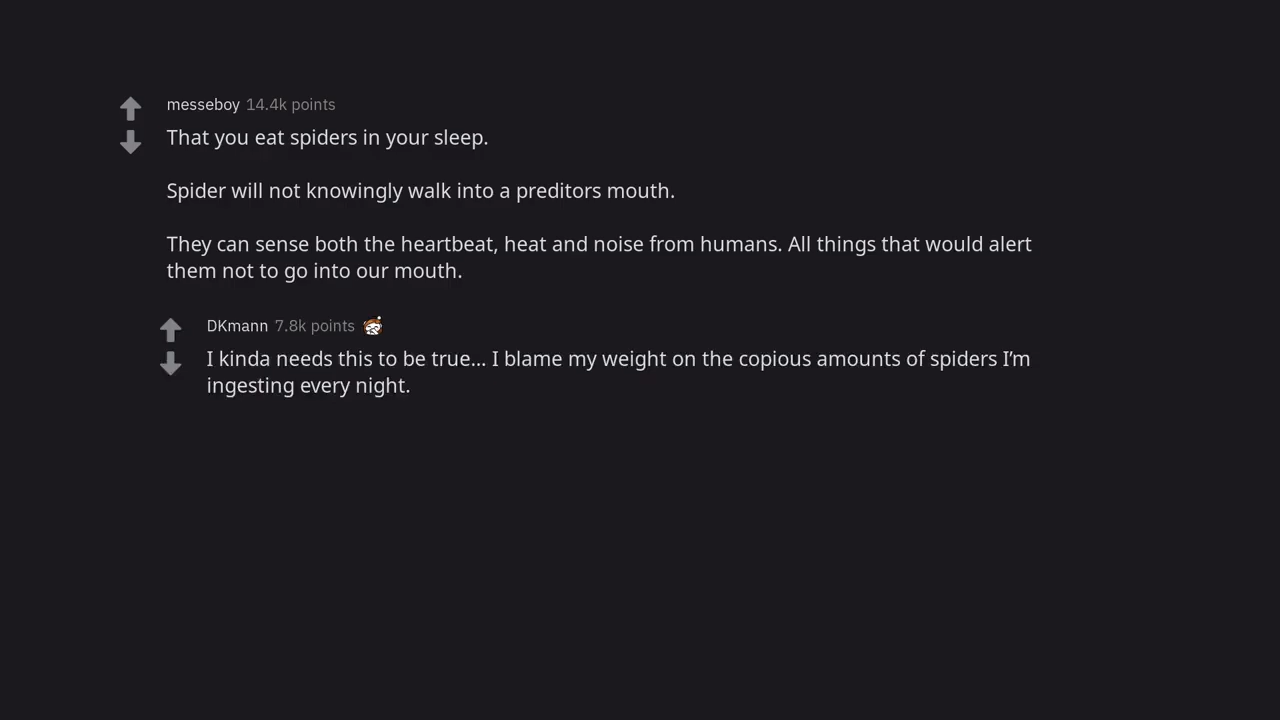 messeboy 14.4k points
That you eat spiders in your sleep.
Spider will not knowingly walk into a preditors mouth.
They can sense both the heartbeat, heat and noise from humans. All things that would alert
them not to go into our mouth.
DKmann 7.8k points
I kinda needs this to be true... I blame my weight on the copious amounts of spiders I’m
ingesting every night.